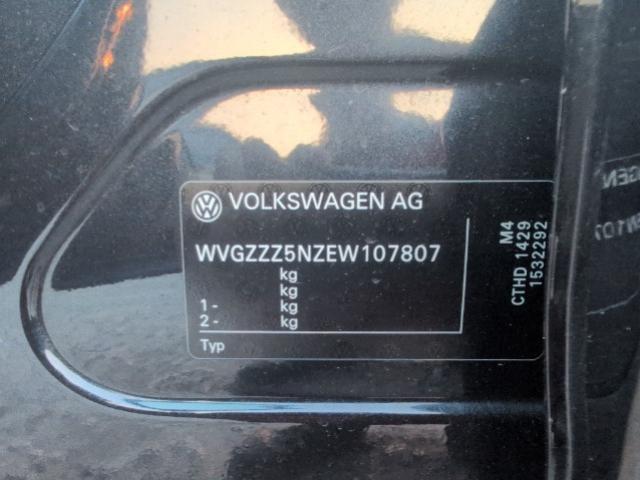 VOLKSWAGEN AG
WVGZZZ5NZEW107807
kg
kg
1- kg
2- kg
Typ
M4
CTHD 1429
1532292